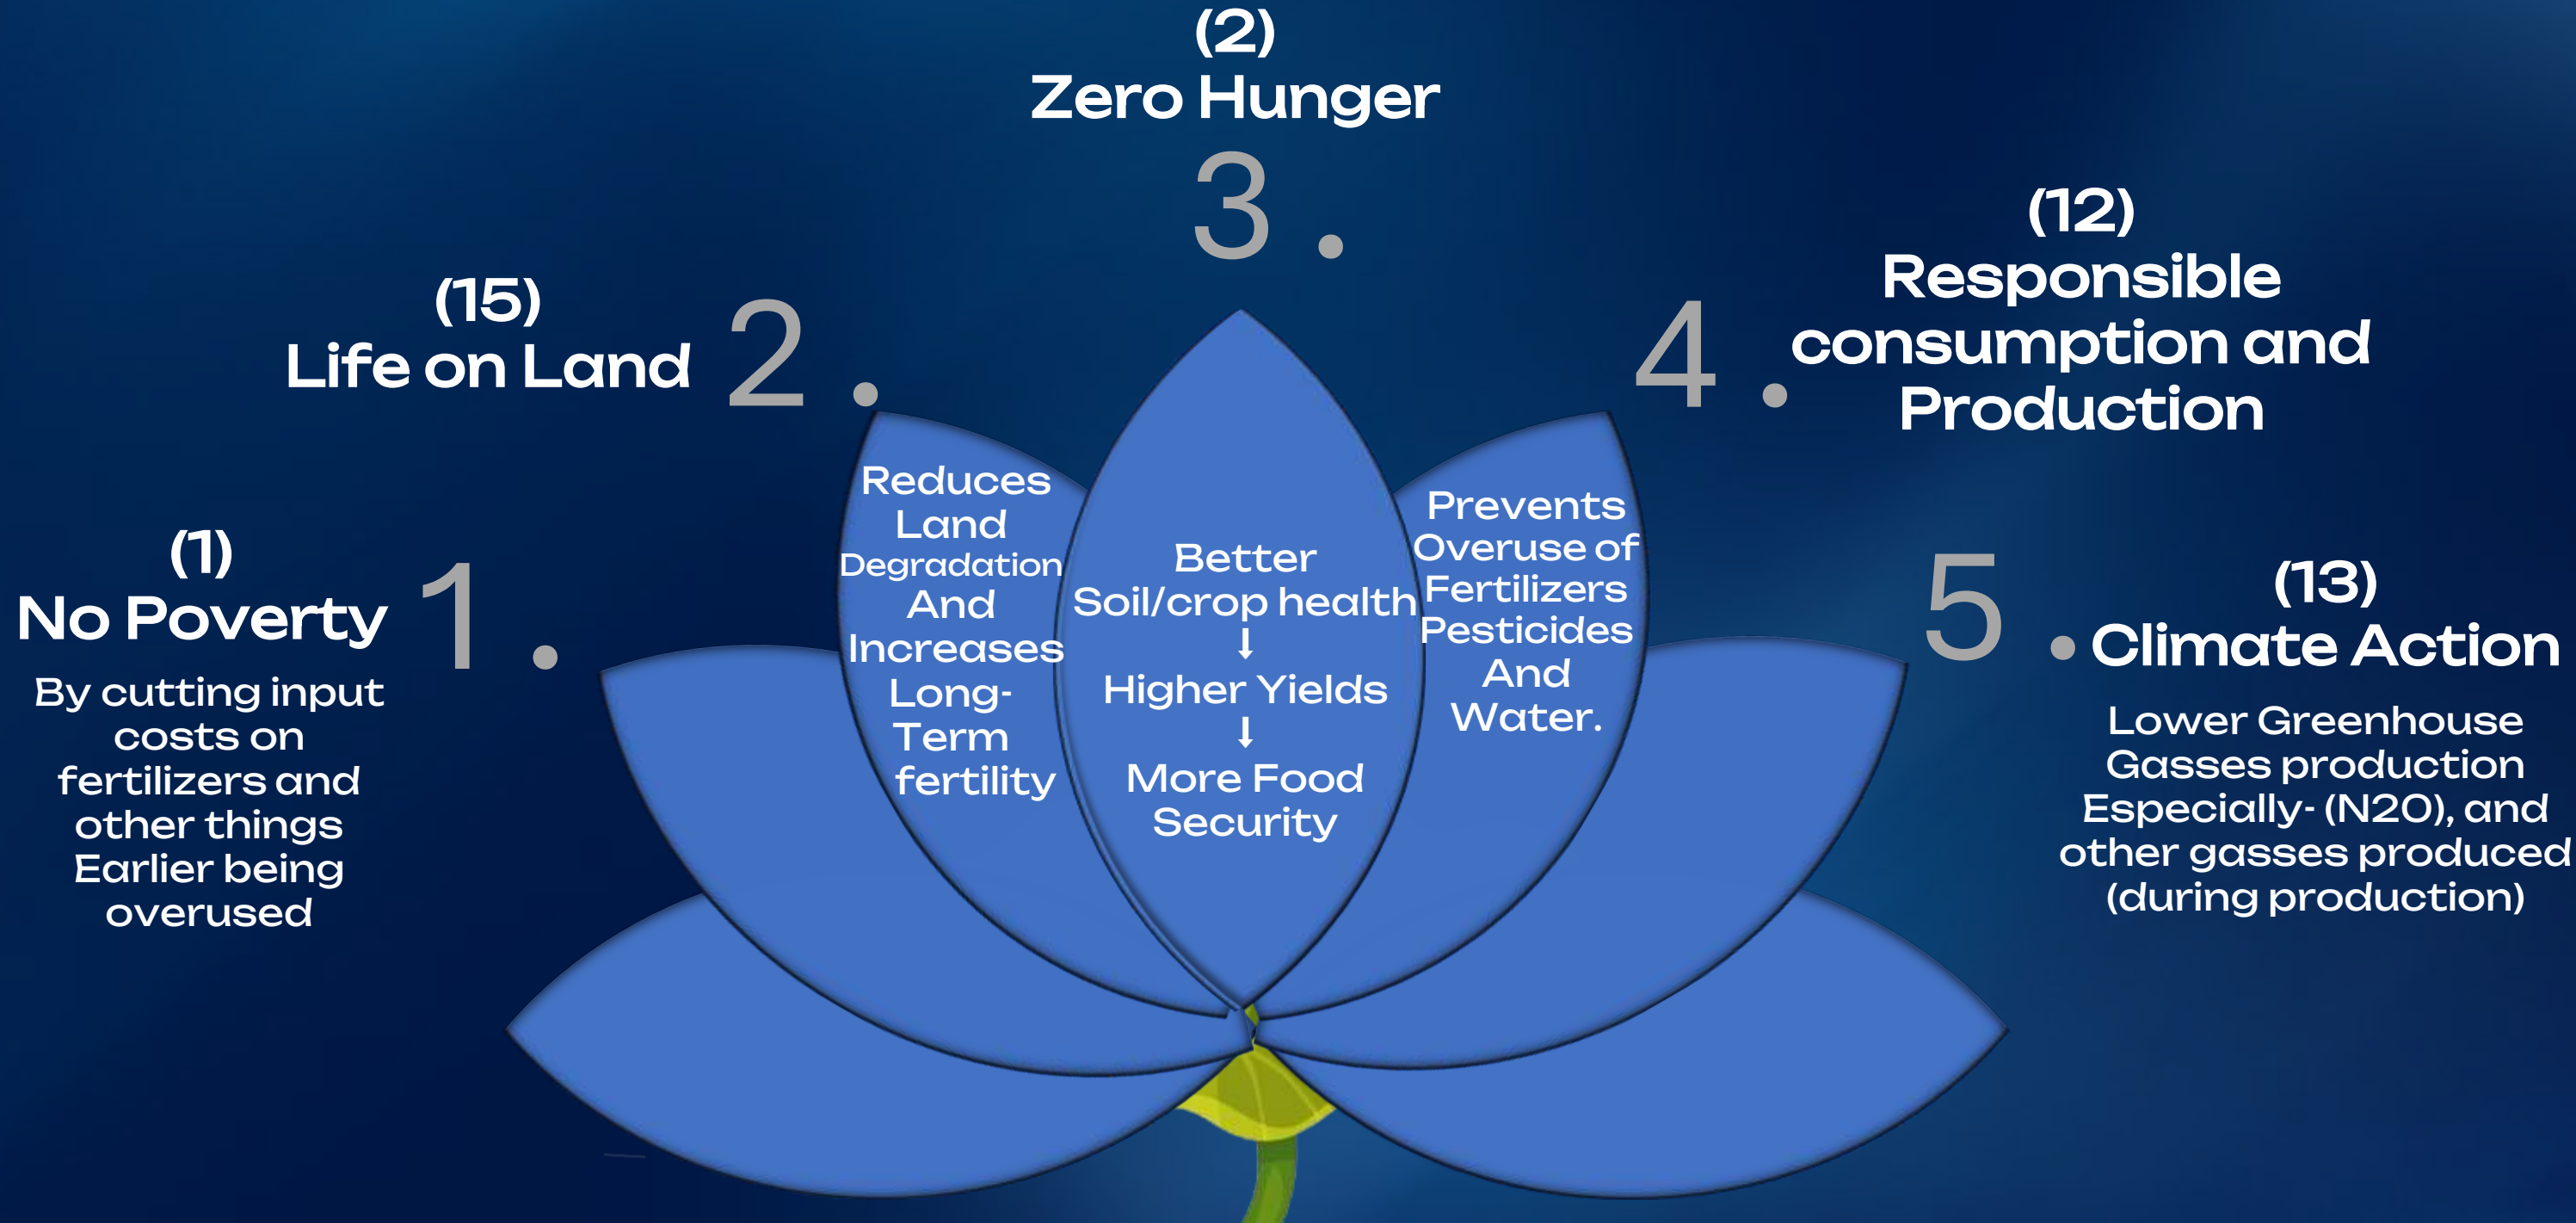 (1)
No Poverty
1.
By cutting input
costs on
fertilizers and
other things
Earlier being
overused
(15)
Life on Land
2.
Reduces
Land
Degradation
And
Increases
Long-
Term
fertility
(2)
Zero Hunger
3.
Better
Soil/crop health
↓
Higher Yields
↓
More Food
Security
(12)
Responsible
consumption and
Production
4.
Prevents
Overuse of
Fertilizers
Pesticides
And
Water.
5.
(13)
Climate Action
Lower Greenhouse
Gasses production
Especially- (N2O), and
other gasses produced
(during production)